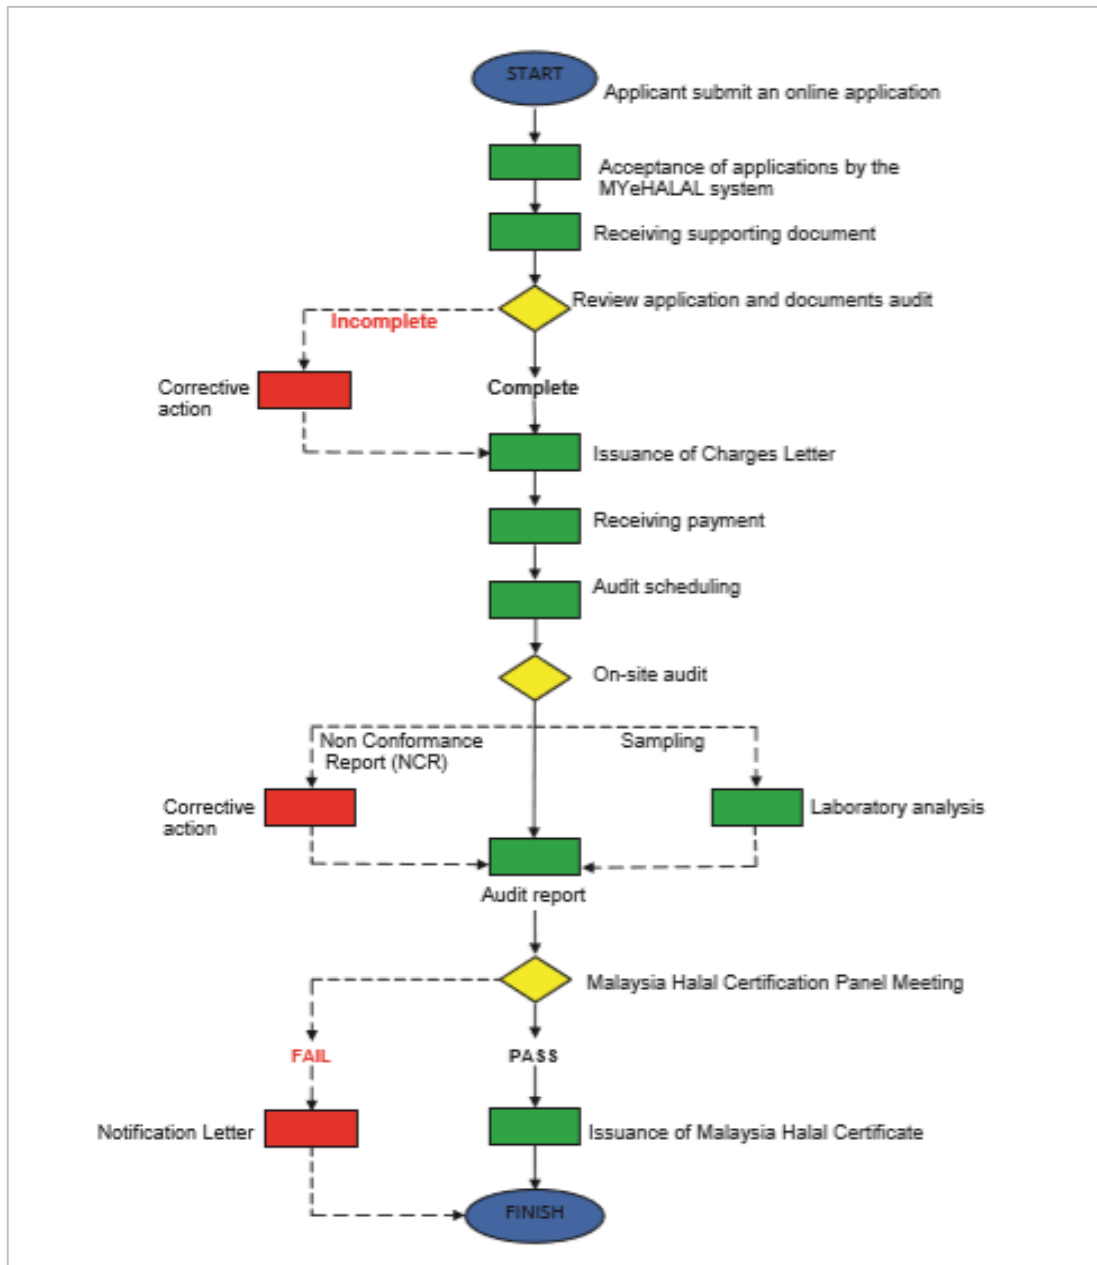 START
Applicant submit an online application
Acceptance of applications by the
MYeHALAL system
Receiving supporting document
Review application and documents audit
Incomplete
Corrective
action
Complete
Issuance of Charges Letter
Receiving payment
Audit scheduling
On-site audit
Non Conformance
Report (NCR)
Sampling
Corrective
action
Laboratory analysis
Audit report
Malaysia Halal Certification Panel Meeting
FAIL
PASS
Notification Letter
Issuance of Malaysia Halal Certificate
FINISH